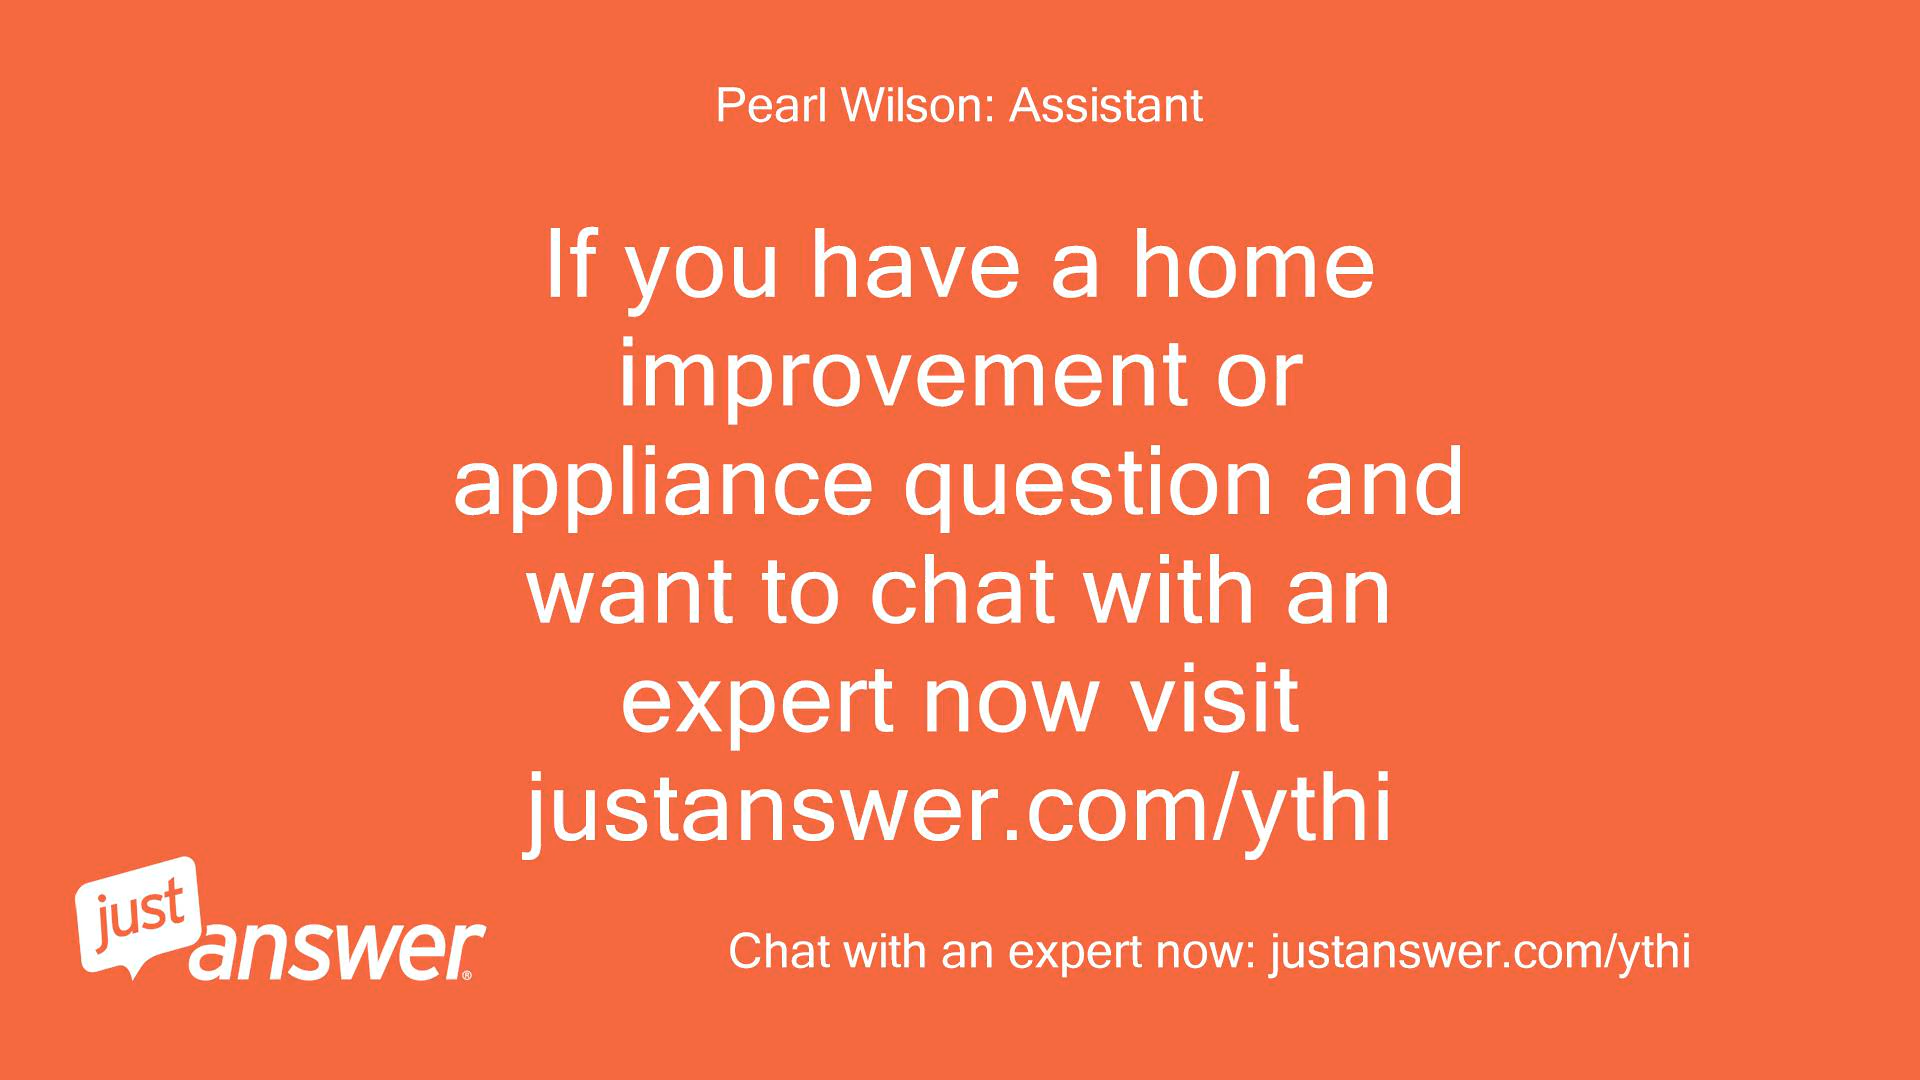 Pearl Wilson: Assistant
If you have a home
improvement or
appliance question and
want to chat with an
expert now visit
justanswer.com/ythi
just
answer®
Chat with an expert now: justanswer.com/ythi